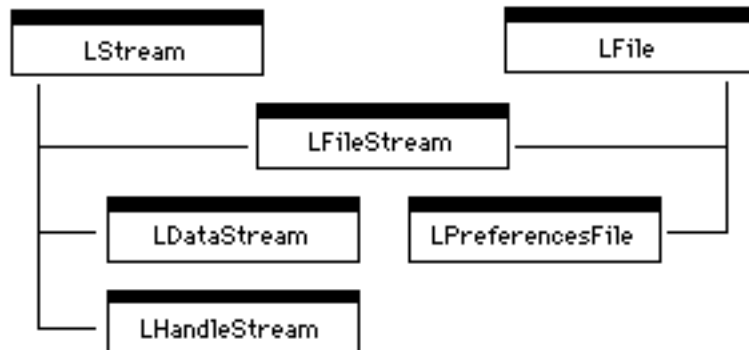 LStream
LFile
LFileStream
LDataStream
LPreferencesFile
LHandleStream